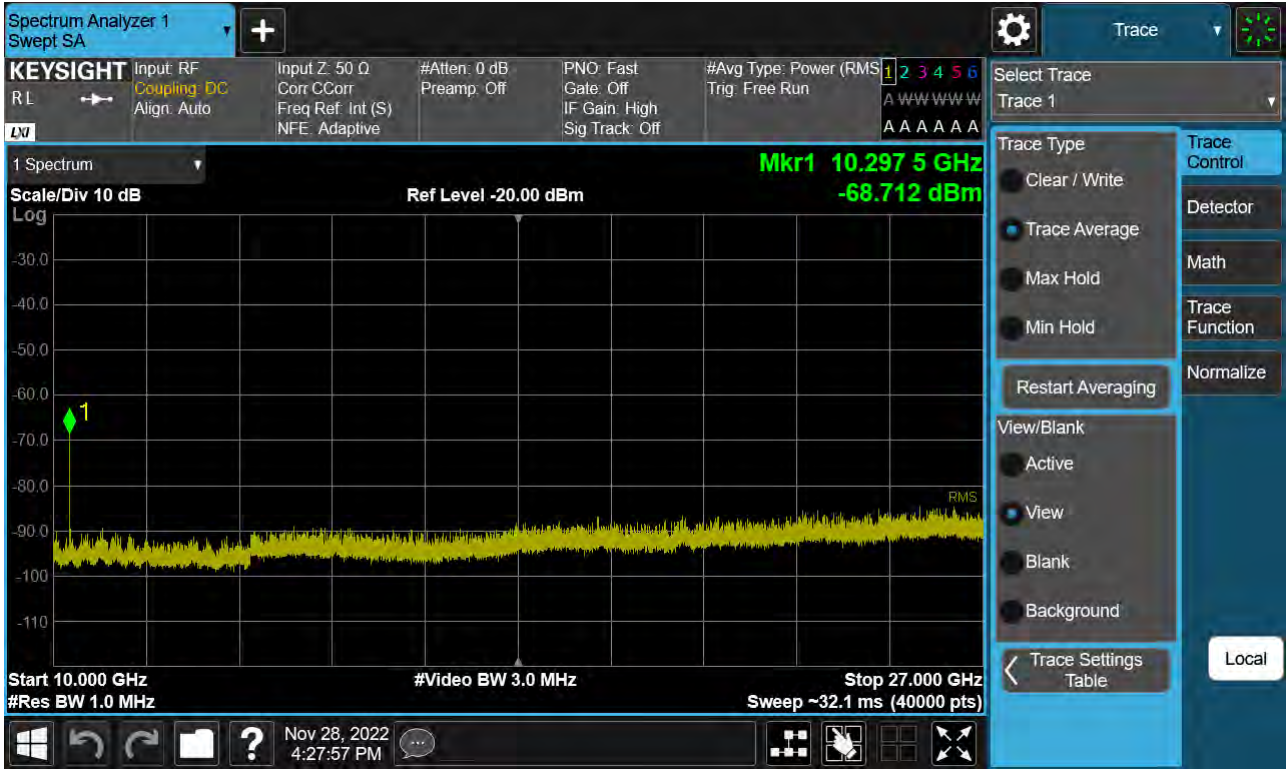 Spectrum Analyzer 1
Swept SA
+
Trace
KEYSIGHT
R L
LXI
Input: RF
Coupling: DC
Align: Auto
Input Z: 50 Ω
Corr CCorr
Freq Ref: Int (S)
NFE: Adaptive
#Atten: 0 dB
Preamp: Off
PNO: Fast
Gate: Off
IF Gain: High
Sig Track: Off
#Avg Type: Power (RMS
Trig: Free Run
1 2 3 4 5 6
A W W W W W
A A A A A A
Select Trace
Trace 1
1 Spectrum
Scale/Div 10 dB
Ref Level -20.00 dBm
Mkr1 10.297 5 GHz
-68.712 dBm
Log
-30.0
-40.0
-50.0
-60.0
-70.0
-80.0
-90.0
-100
-110
1
RMS
Start 10.000 GHz
#Video BW 3.0 MHz
Stop 27.000 GHz
#Res BW 1.0 MHz
Sweep ~32.1 ms (40000 pts)
Trace Type
Clear / Write
Trace Average
Max Hold
Min Hold
Restart Averaging
View/Blank
Active
View
Blank
Background
Trace Settings
Table
Trace
Control
Detector
Math
Trace
Function
Normalize
Local
?
Nov 28, 2022
4:27:57 PM